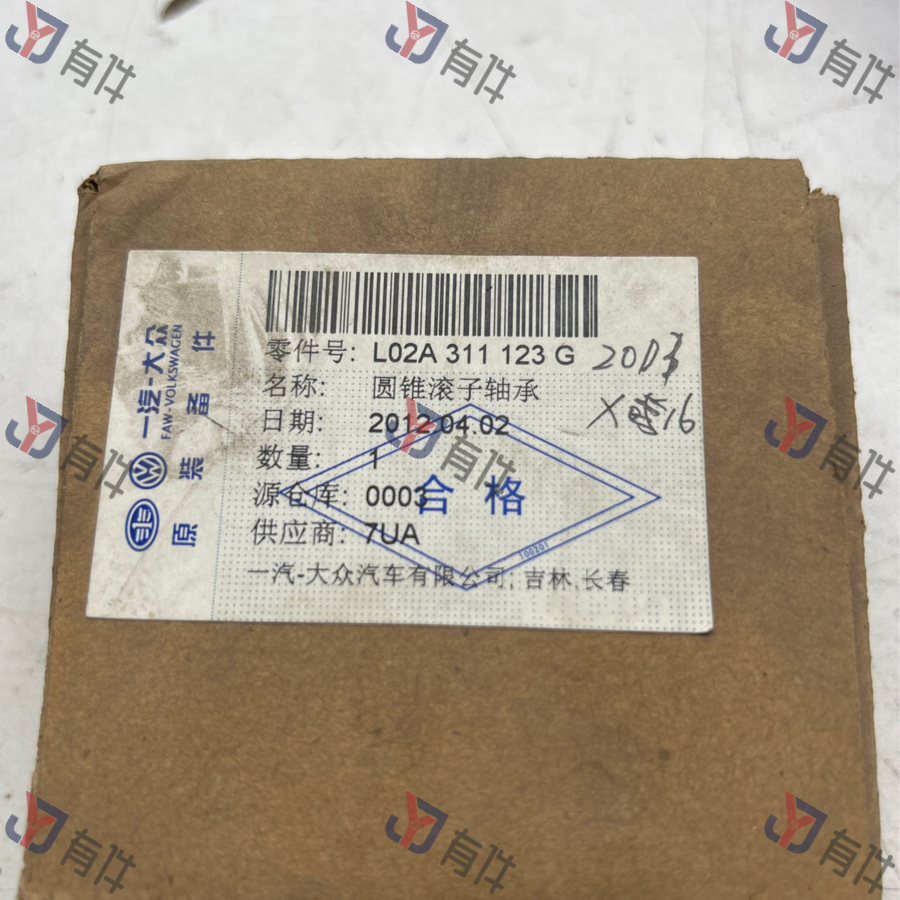 零件号: L02A 311 123 G
名称: 圆锥滚子轴承
日期: 2012.04.02
数量: 1
源仓库: 0003
供应商: 7UA
一汽-大众汽车有限公司; 吉林.长春
合格
100201
一汽-大众
FAW-VOLKSWAGEN
原装备件
有件
有件
有件
有件
有件
有件
有件
有件
有件